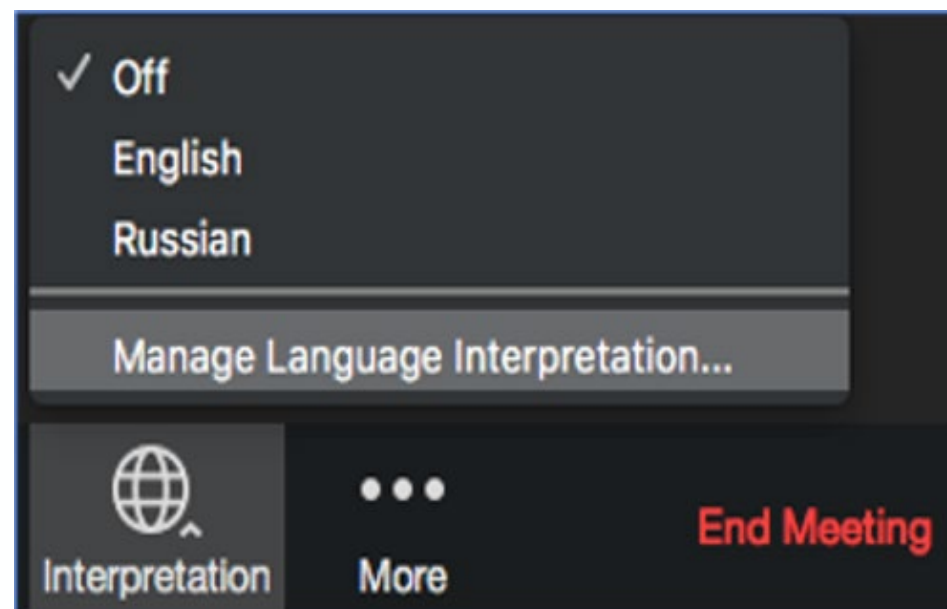 Off
English
Russian
Manage Language Interpretation...
Interpretation
More
End Meeting